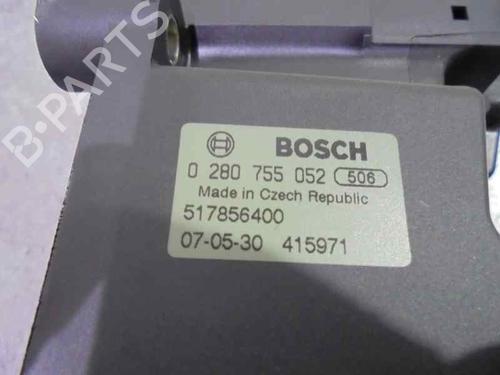 BOSCH
0 280 755 052 506
Made in Czech Republic
517856400
07-05-30 415971
B-PARTS